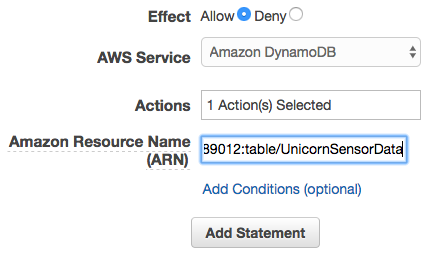 Effect Allow Deny
AWS Service Amazon DynamoDB
Actions 1 Action(s) Selected
Amazon Resource Name 89012:table/UnicornSensorData
(ARN)
Add Conditions (optional)
Add Statement